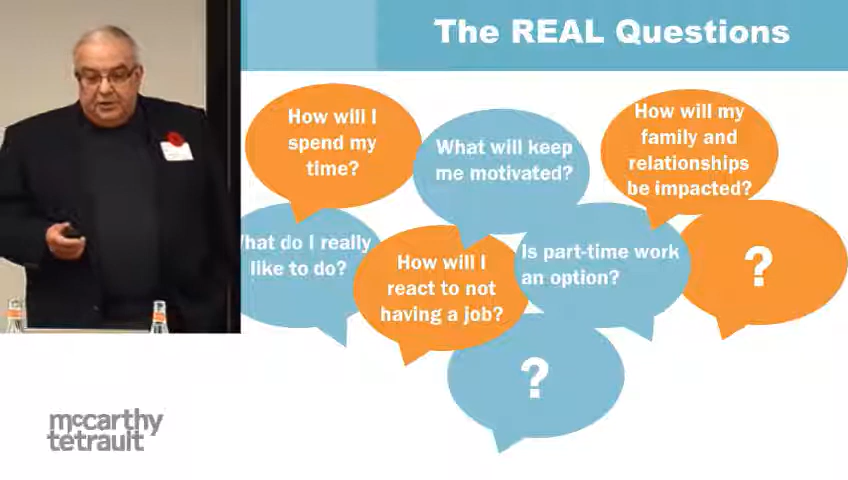 The REAL Questions
How will I
spend my
time?
What will keep
me motivated?
How will my
family and
relationships
be impacted?
What do I really
like to do?
How will I
react to not
having a job?
Is part-time work
an option?
?
?
mccarthy
tetrault